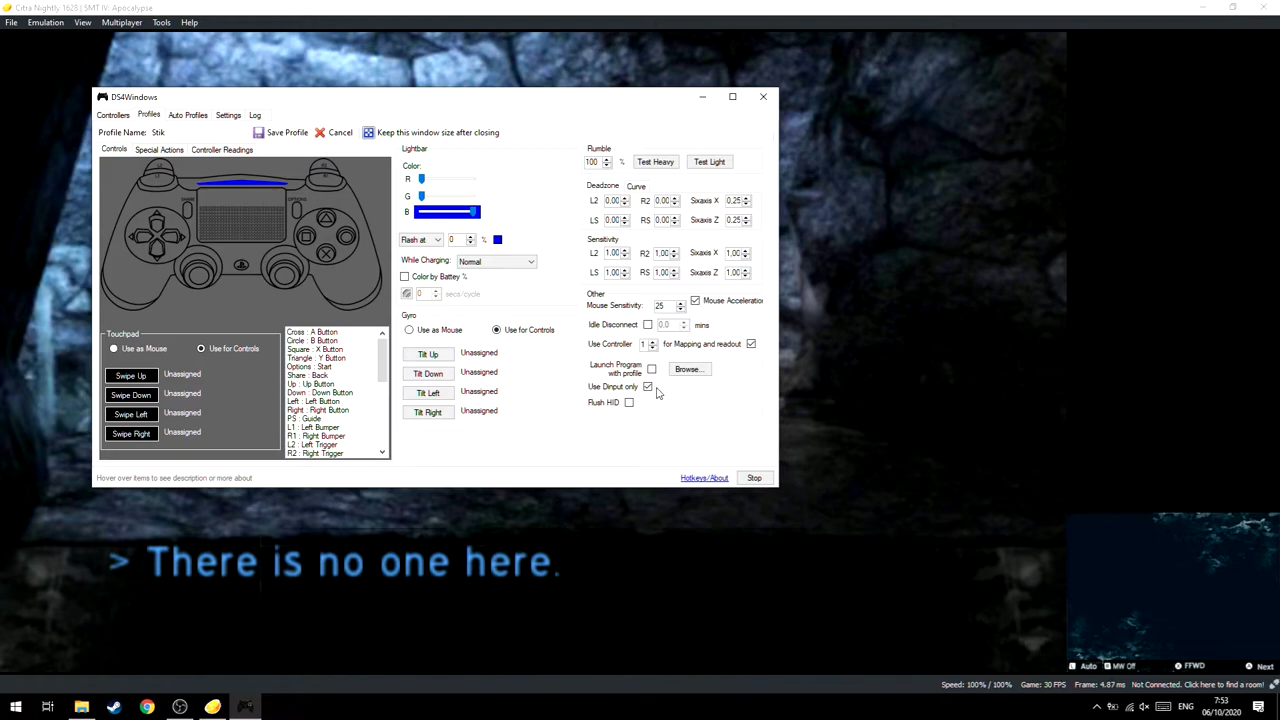 Citra Nightly 1628 | SMT IV: Apocalypse
File Emulation View Multiplayer Tools Help
DS4Windows
Controllers Profiles Auto Profiles Settings Log
Profile Name: Stik Save Profile Cancel Keep this window size after closing
Controls Special Actions Controller Readings
L2 R2
L1 R1
SHARE OPTIONS
Touchpad
Use as Mouse Use for Controls
Swipe Up Unassigned
Swipe Down Unassigned
Swipe Left Unassigned
Swipe Right Unassigned
Cross : A Button
Circle : B Button
Square : X Button
Triangle : Y Button
Options : Start
Share : Back
Up : Up Button
Down : Down Button
Left : Left Button
Right : Right Button
PS : Guide
L1 : Left Bumper
R1 : Right Bumper
L2 : Left Trigger
R2 : Right Trigger
Lightbar
Color:
R
G
B
Flash at 0 %
While Charging: Normal
Color by Battey %
0 secs/cycle
Gyro
Use as Mouse Use for Controls
Tilt Up Unassigned
Tilt Down Unassigned
Tilt Left Unassigned
Tilt Right Unassigned
Rumble
100 % Test Heavy Test Light
Deadzone Curve
L2 0,00 R2 0,00 Sixaxis X 0,25
LS 0,00 RS 0,00 Sixaxis Z 0,25
Sensitivity
L2 1,00 R2 1,00 Sixaxis X 1,00
LS 1,00 RS 1,00 Sixaxis Z 1,00
Other
Mouse Sensitivity: 25 Mouse Acceleration
Idle Disconnect 0,0 mins
Use Controller 1 for Mapping and readout
Launch Program with profile Browse...
Use Dinput only
Flush HID
Hover over items to see description or more about Hotkeys/About Stop
> There is no one here.
L Auto R MW Off X FFWD A Next
Speed: 100% / 100% Game: 30 FPS Frame: 4.87 ms Not Connected. Click here to find a room!
ENG 7:53
06/10/2020